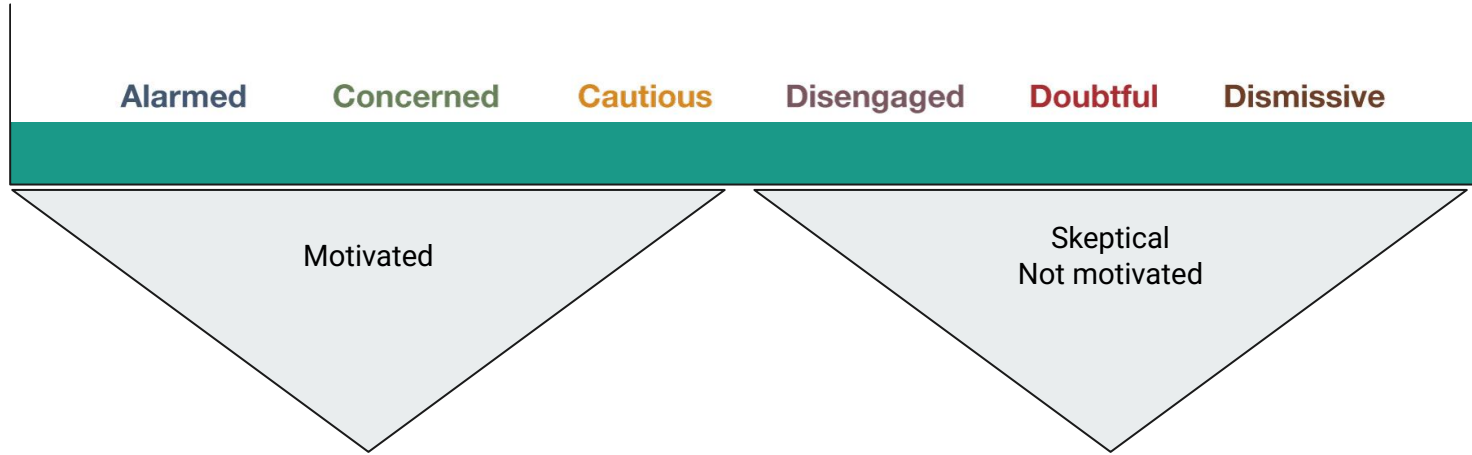 Alarmed Concerned Cautious Disengaged Doubtful Dismissive
Motivated
Skeptical
Not motivated